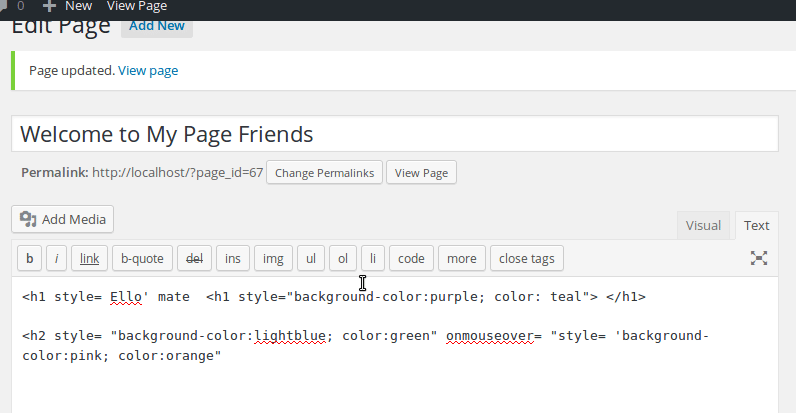 0 New View Page
Edit Page Add New
Page updated. View page
Welcome to My Page Friends
Permalink: http://localhost/?page_id=67 Change Permalinks View Page
Add Media
Visual Text
b i link b-quote del ins img ul ol li code more close tags
<h1 style= Ello' mate  <h1 style="background-color:purple; color: teal"> </h1>
<h2 style= "background-color:lightblue; color:green" onmouseover= "style= 'background-
color:pink; color:orange"